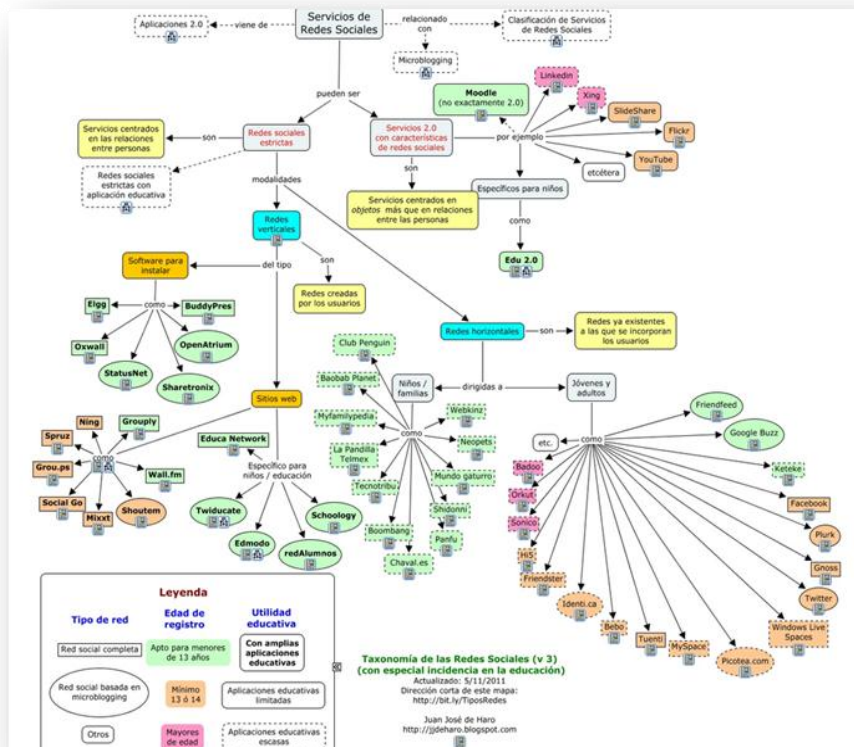 Servicios de
Redes Sociales
Aplicaciones 2.0
viene de
relacionado
con
Clasificación de Servicios
de Redes Sociales
Microblogging
pueden ser
Moodle
(no exactamente 2.0)
Linkedin
Xing
SlideShare
Flickr
YouTube
etcétera
por ejemplo
Servicios centrados
en las relaciones
entre personas
son
Redes sociales
estrictas
Servicios 2.0
con características
de redes sociales
Redes sociales
estrictas con
aplicación educativa
modalidades
son
Específicos para niños
Servicios centrados en
objetos más que en relaciones
entre las personas
como
Edu 2.0
Redes
verticales
Software para
instalar
del tipo
son
Redes creadas
por los usuarios
Elgg
como
BuddyPres
Oxwall
OpenAtrium
StatusNet
Sharetronix
Redes horizontales
son
Redes ya existentes
a las que se incorporan
los usuarios
Club Penguin
Baobab Planet
Niños /
familias
dirigidas a
Jóvenes y
adultos
Sitios web
Myfamilypedia
Webkinz
Friendfeed
Ning
Grouply
Educa Network
como
Neopets
etc.
como
Google Buzz
Spruz
como
La Pandilla
Telmex
Badoo
Keteke
Grou.ps
Wall.fm
Específico para
niños / educación
Tecnotribu
Mundo gaturro
Orkut
Facebook
Social Go
Mixxt
Shoutem
Twiducate
Schoology
Shidonni
Sonico
Plurk
Boombang
Panfu
Edmodo
redAlumnos
Chaval.es
Hi5
Gnoss
Friendster
Identi.ca
Twitter
Bebo
Tuenti
MySpace
Windows Live
Spaces
Picotea.com
Leyenda
Tipo de red
Edad de
registro
Utilidad
educativa
Red social completa
Apto para menores
de 13 años
Con amplias
aplicaciones
educativas
Red social basada
en microblogging
Mínimo
13 ó 14
Aplicaciones educativas
limitadas
Otros
Mayores
de edad
Aplicaciones educativas
escasas
Taxonomía de las Redes Sociales (v 3)
(con especial incidencia en la educación)
Actualizado: 5/11/2011
Dirección corta de este mapa:
http://bit.ly/TiposRedes
Juan José de Haro
http://jjdeharo.blogspot.com